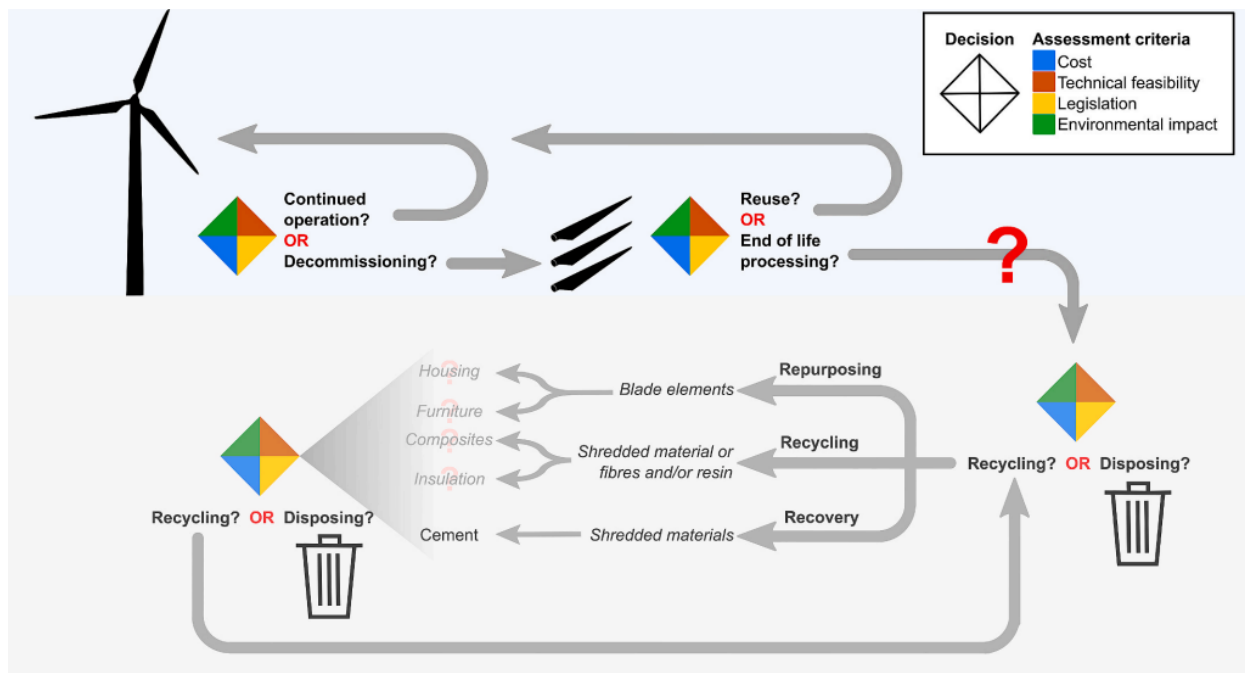 Decision
Assessment criteria
Cost
Technical feasibility
Legislation
Environmental impact
Continued
operation?
OR
Decommissioning?
Reuse?
OR
End of life
processing?
?
Housing
Furniture
Composites
Insulation
Cement
Blade elements
Shredded material or
fibres and/or resin
Shredded materials
Repurposing
Recycling
Recovery
Recycling? OR Disposing?
Recycling? OR Disposing?